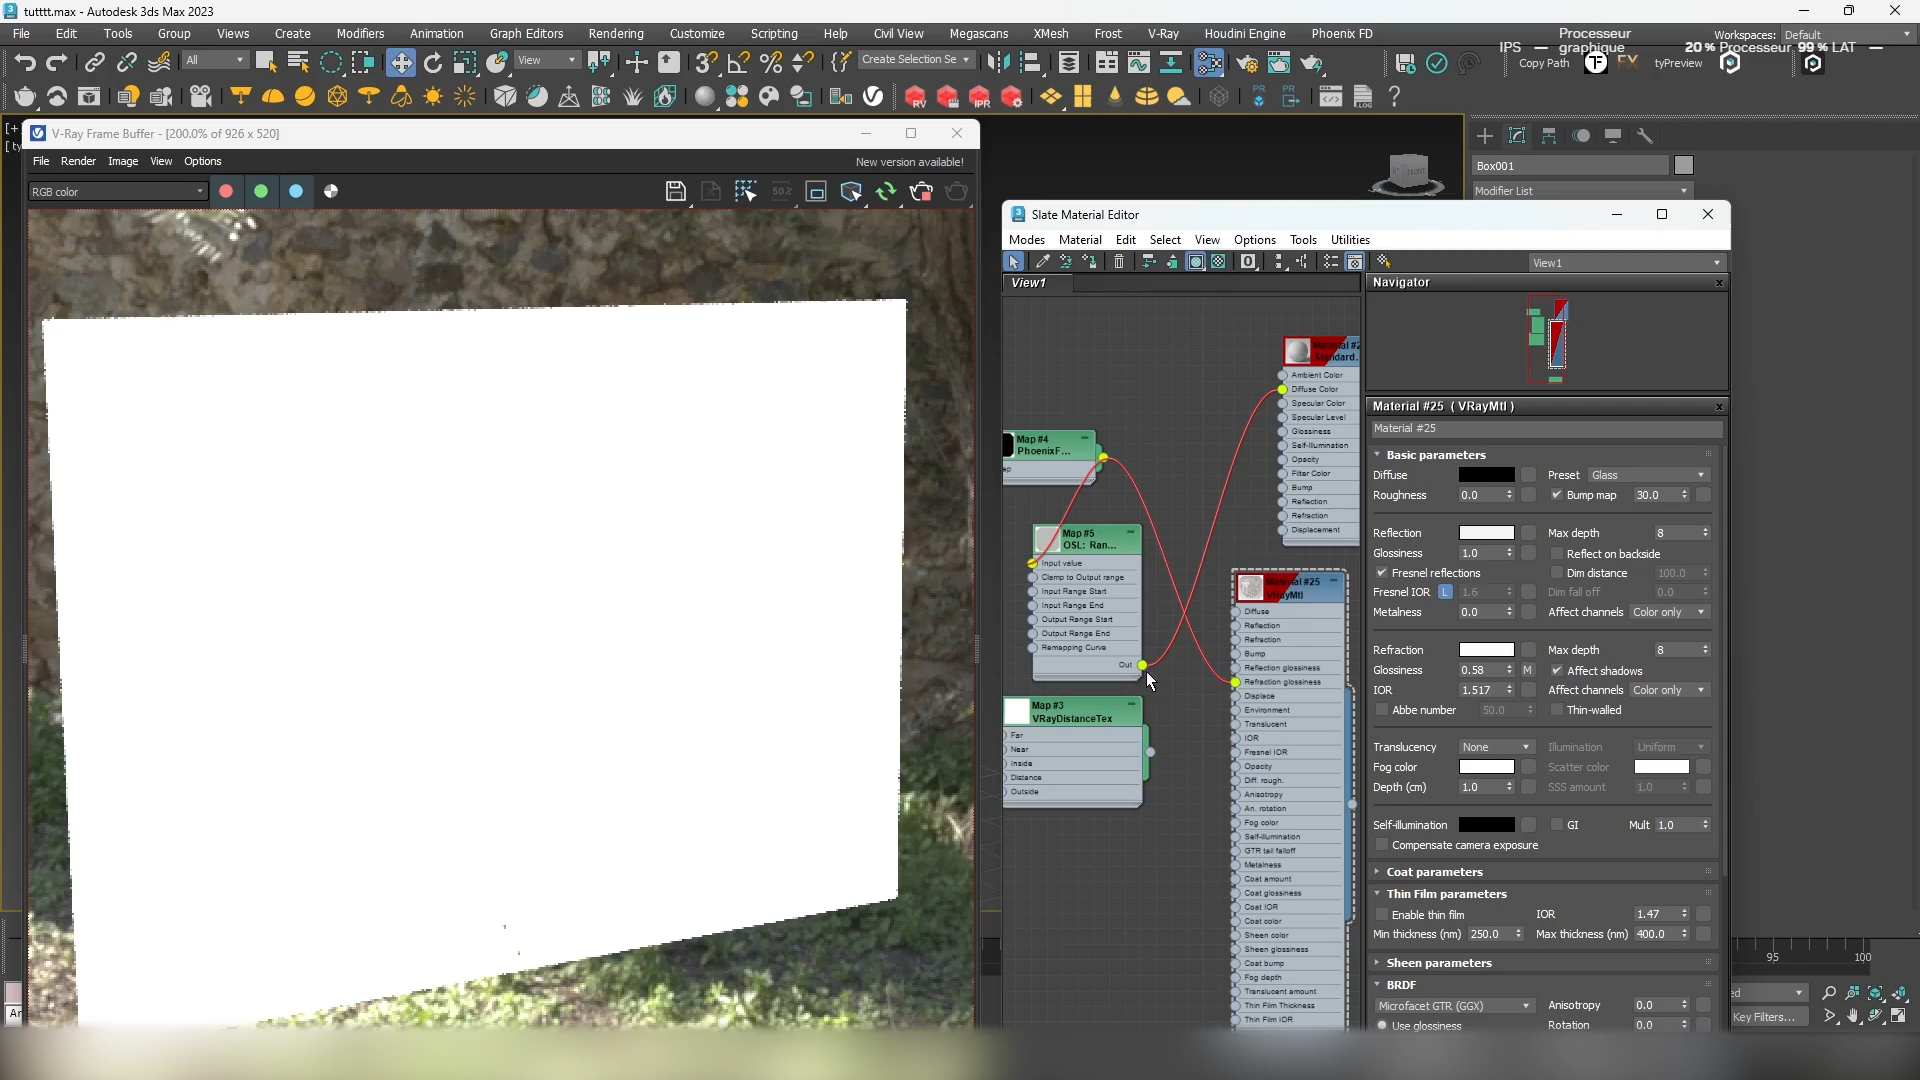 tutttt.max - Autodesk 3ds Max 2023
File Edit Tools Group Views Create Modifiers Animation Graph Editors Rendering Customize Scripting Help Civil View Megascans XMesh Frost V-Ray Houdini Engine Phoenix FD
Workspaces: Default
IPS — Processeur graphique 20 % Processeur 99 % LAT —
All View Create Selection Se Copy Path FX tyPreview
RV IPR PR PR LOG
V-Ray Frame Buffer - [200.0% of 926 x 520]
File Render Image View Options New version available!
RGB color
50%
FRONT
Box001
Modifier List
Slate Material Editor
Modes Material Edit Select View Options Tools Utilities
View1
View1
Navigator
Map #4
PhoenixF...
Map #5
OSL: Ran...
Input value
Clamp to Output range
Input Range Start
Input Range End
Output Range Start
Output Range End
Remapping Curve
Out
Map #3
VRayDistanceTex
Far
Near
Inside
Distance
Outside
Standard.
Ambient Color
Diffuse Color
Specular Color
Specular Level
Glossiness
Self-Illumination
Opacity
Filter Color
Bump
Reflection
Refraction
Displacement
Material #25
VRayMtl
Diffuse
Reflection
Refraction
Bump
Reflection glossiness
Refraction glossiness
Displace
Environment
Translucent
IOR
Fresnel IOR
Opacity
Diff. rough.
Anisotropy
An. rotation
Fog color
Self-Illumination
GTR tail falloff
Metalness
Coat amount
Coat glossiness
Coat IOR
Coat color
Sheen color
Sheen glossiness
Coat bump
Fog depth
Translucent amount
Thin Film Thickness
Thin Film IOR
Material #25 ( VRayMtl )
Material #25
Basic parameters
Diffuse Preset Glass
Roughness 0.0 Bump map 30.0
Reflection Max depth 8
Glossiness 1.0 Reflect on backside
Fresnel reflections Dim distance 100.0
Fresnel IOR L 1.6 Dim fall off 0.0
Metalness 0.0 Affect channels Color only
Refraction Max depth 8
Glossiness 0.58 M Affect shadows
IOR 1.517 Affect channels Color only
Abbe number 50.0 Thin-walled
Translucency None Illumination Uniform
Fog color Scatter color
Depth (cm) 1.0 SSS amount 1.0
Self-illumination GI Mult 1.0
Compensate camera exposure
Coat parameters
Thin Film parameters
Enable thin film IOR 1.47
Min thickness (nm) 250.0 Max thickness (nm) 400.0
Sheen parameters
BRDF
Microfacet GTR (GGX) Anisotropy 0.0
Use glossiness Rotation 0.0
95 100
Key Filters...